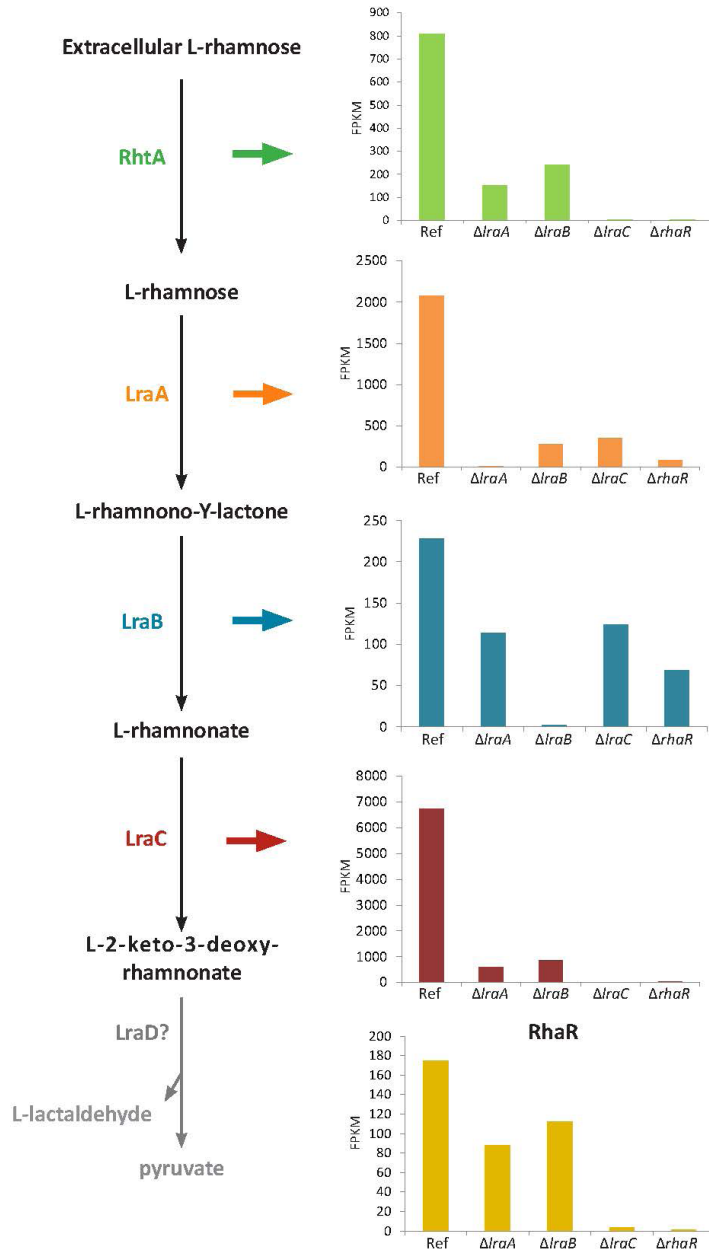 Extracellular L-rhamnose
RhtA
L-rhamnose
LraA
L-rhamnono-Y-lactone
LraB
L-rhamnonate
LraC
L-2-keto-3-deoxy-
rhamnonate
LraD?
L-lactaldehyde
pyruvate
FPKM
900
800
700
600
500
400
300
200
100
0
Ref ΔlraA ΔlraB ΔlraC ΔrhaR
FPKM
2500
2000
1500
1000
500
0
Ref ΔlraA ΔlraB ΔlraC ΔrhaR
FPKM
250
200
150
100
50
0
Ref ΔlraA ΔlraB ΔlraC ΔrhaR
FPKM
8000
7000
6000
5000
4000
3000
2000
1000
0
Ref ΔlraA ΔlraB ΔlraC ΔrhaR
RhaR
FPKM
200
180
160
140
120
100
80
60
40
20
0
Ref ΔlraA ΔlraB ΔlraC ΔrhaR